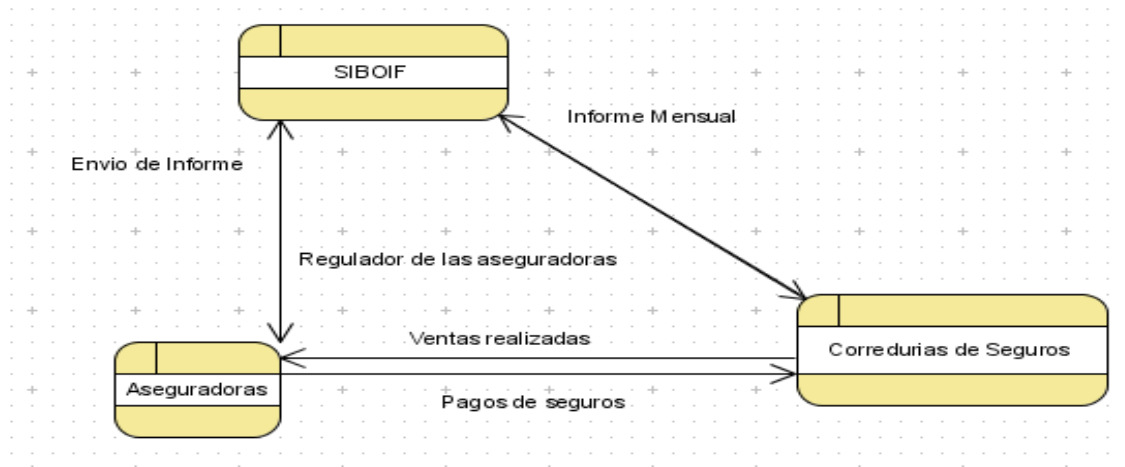 SIBOIF
Informe Mensual
Envio de Informe
Regulador de las aseguradoras
Ventas realizadas
Corredurias de Seguros
Aseguradoras
Pagos de seguros